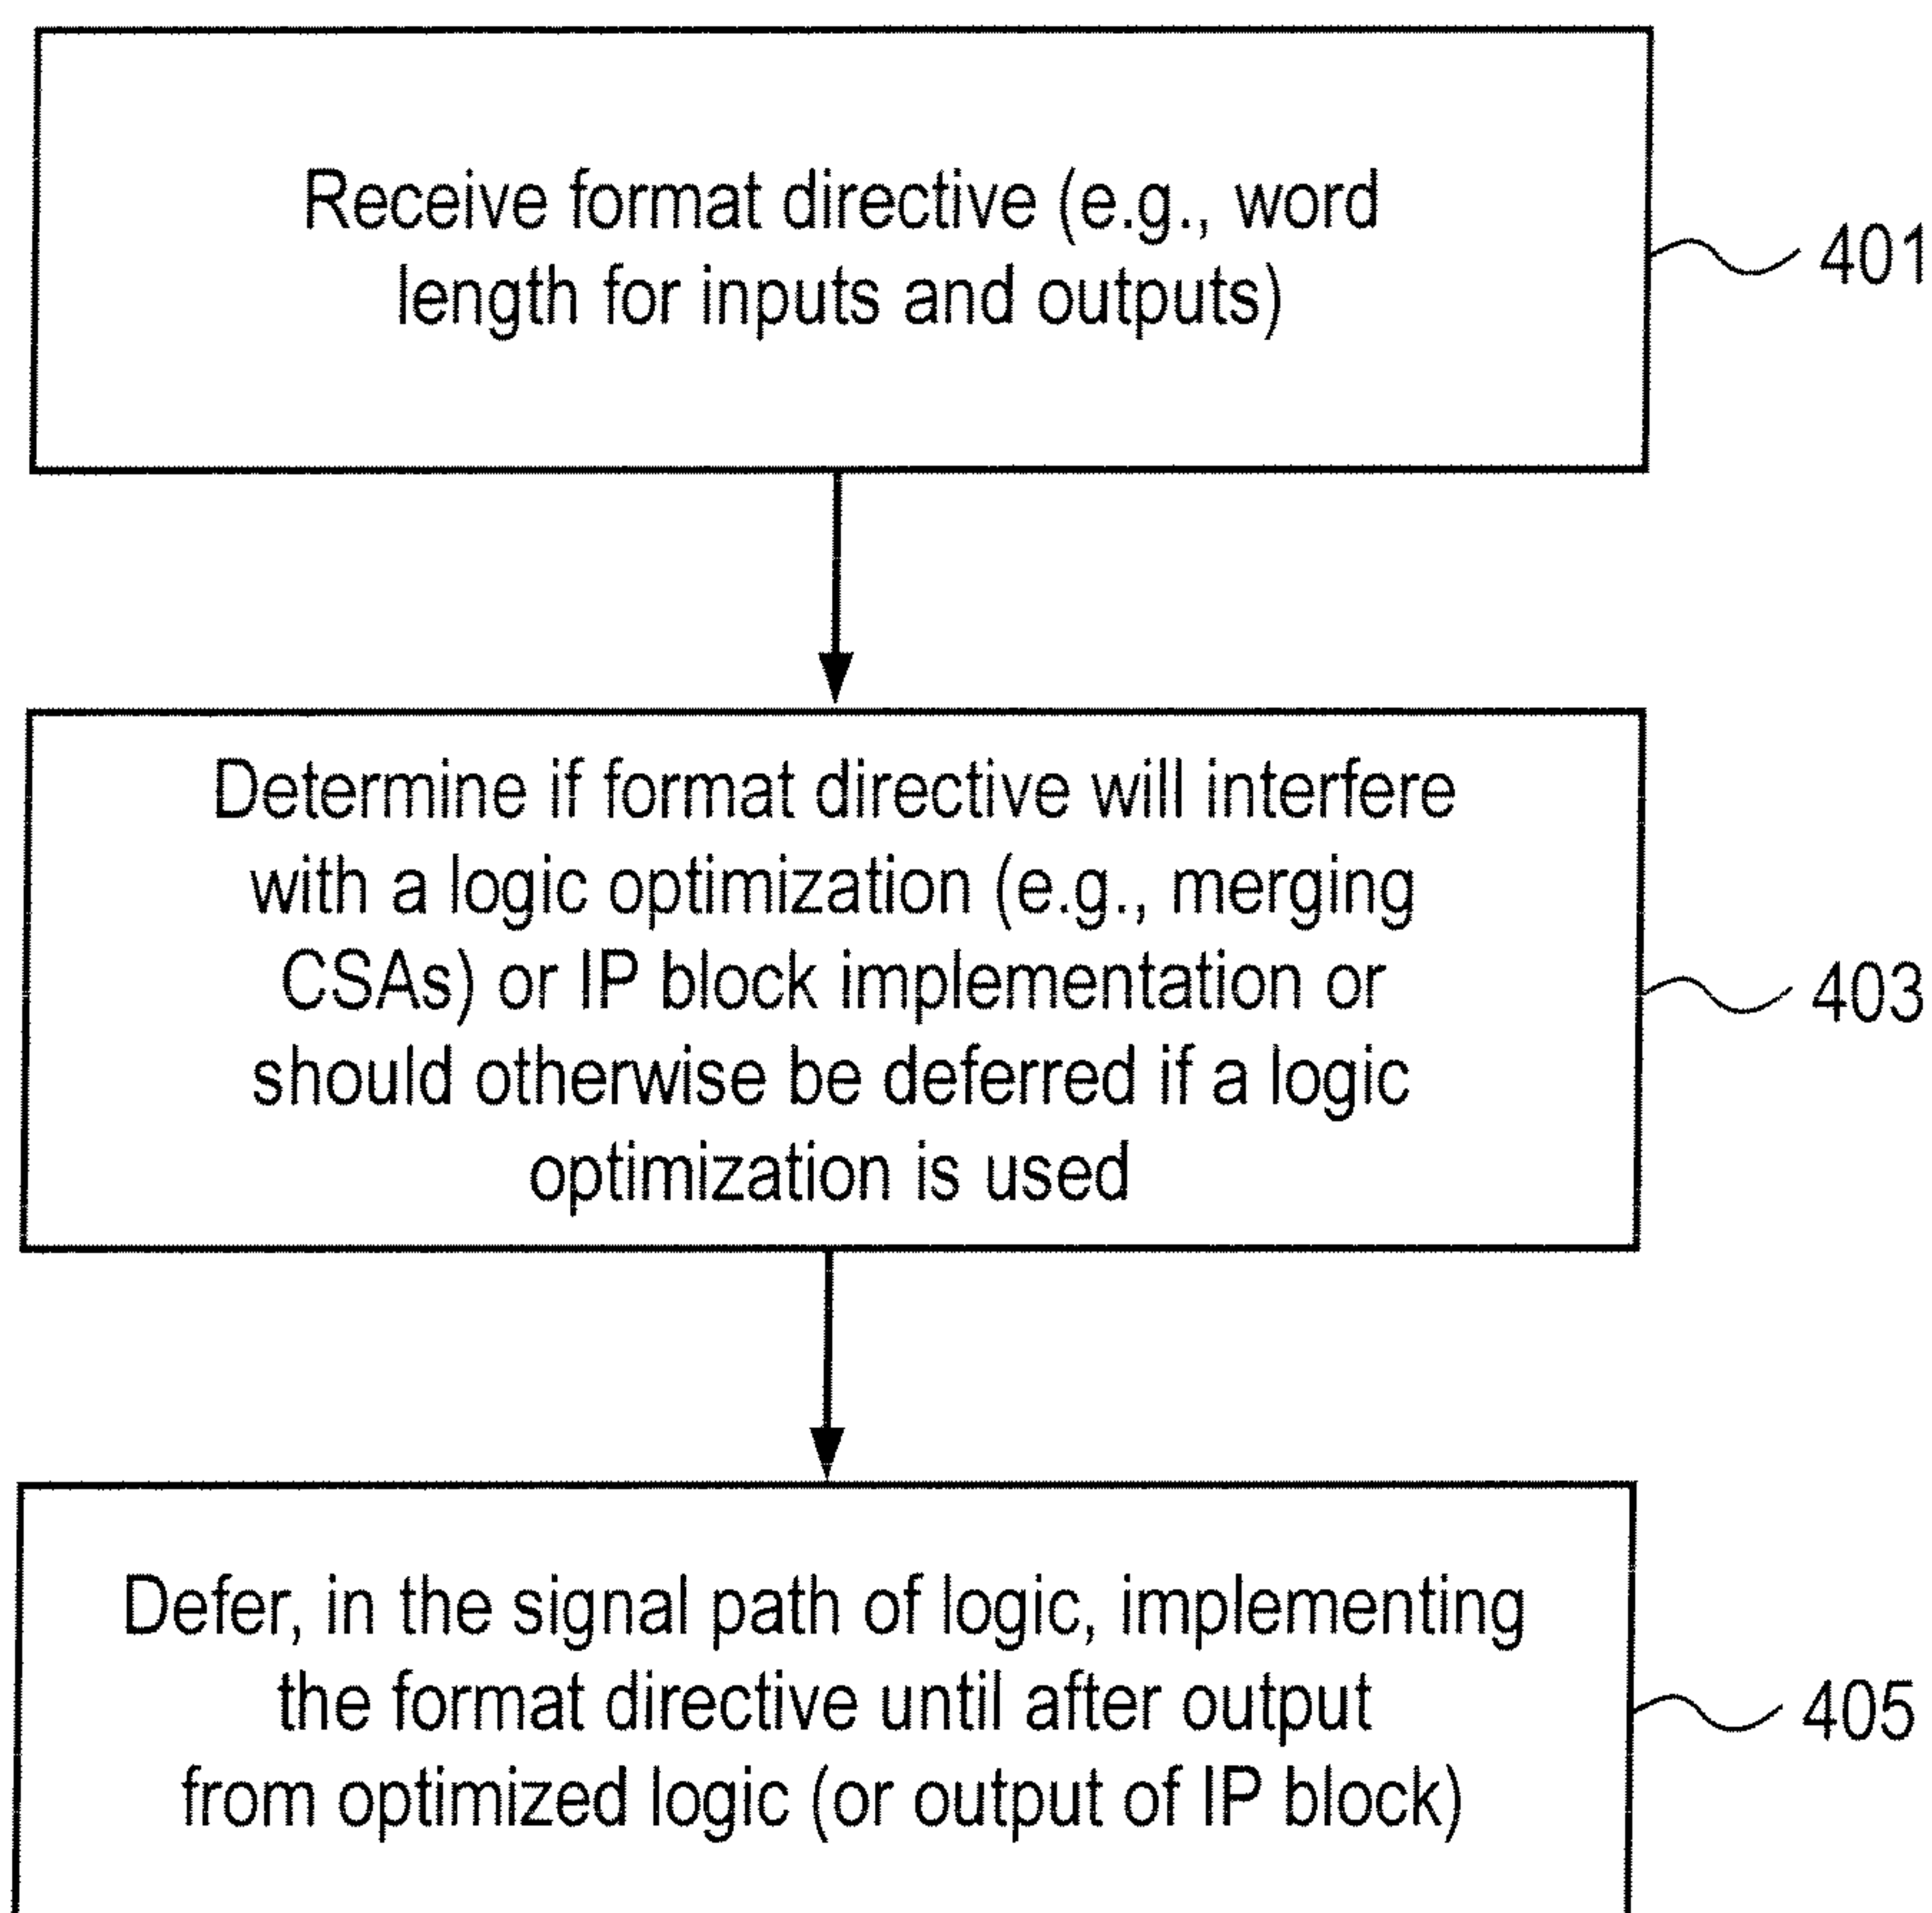 Receive format directive (e.g., word
length for inputs and outputs)
401
Determine if format directive will interfere
with a logic optimization (e.g., merging
CSAs) or IP block implementation or
should otherwise be deferred if a logic
optimization is used
403
Defer, in the signal path of logic, implementing
the format directive until after output
from optimized logic (or output of IP block)
405